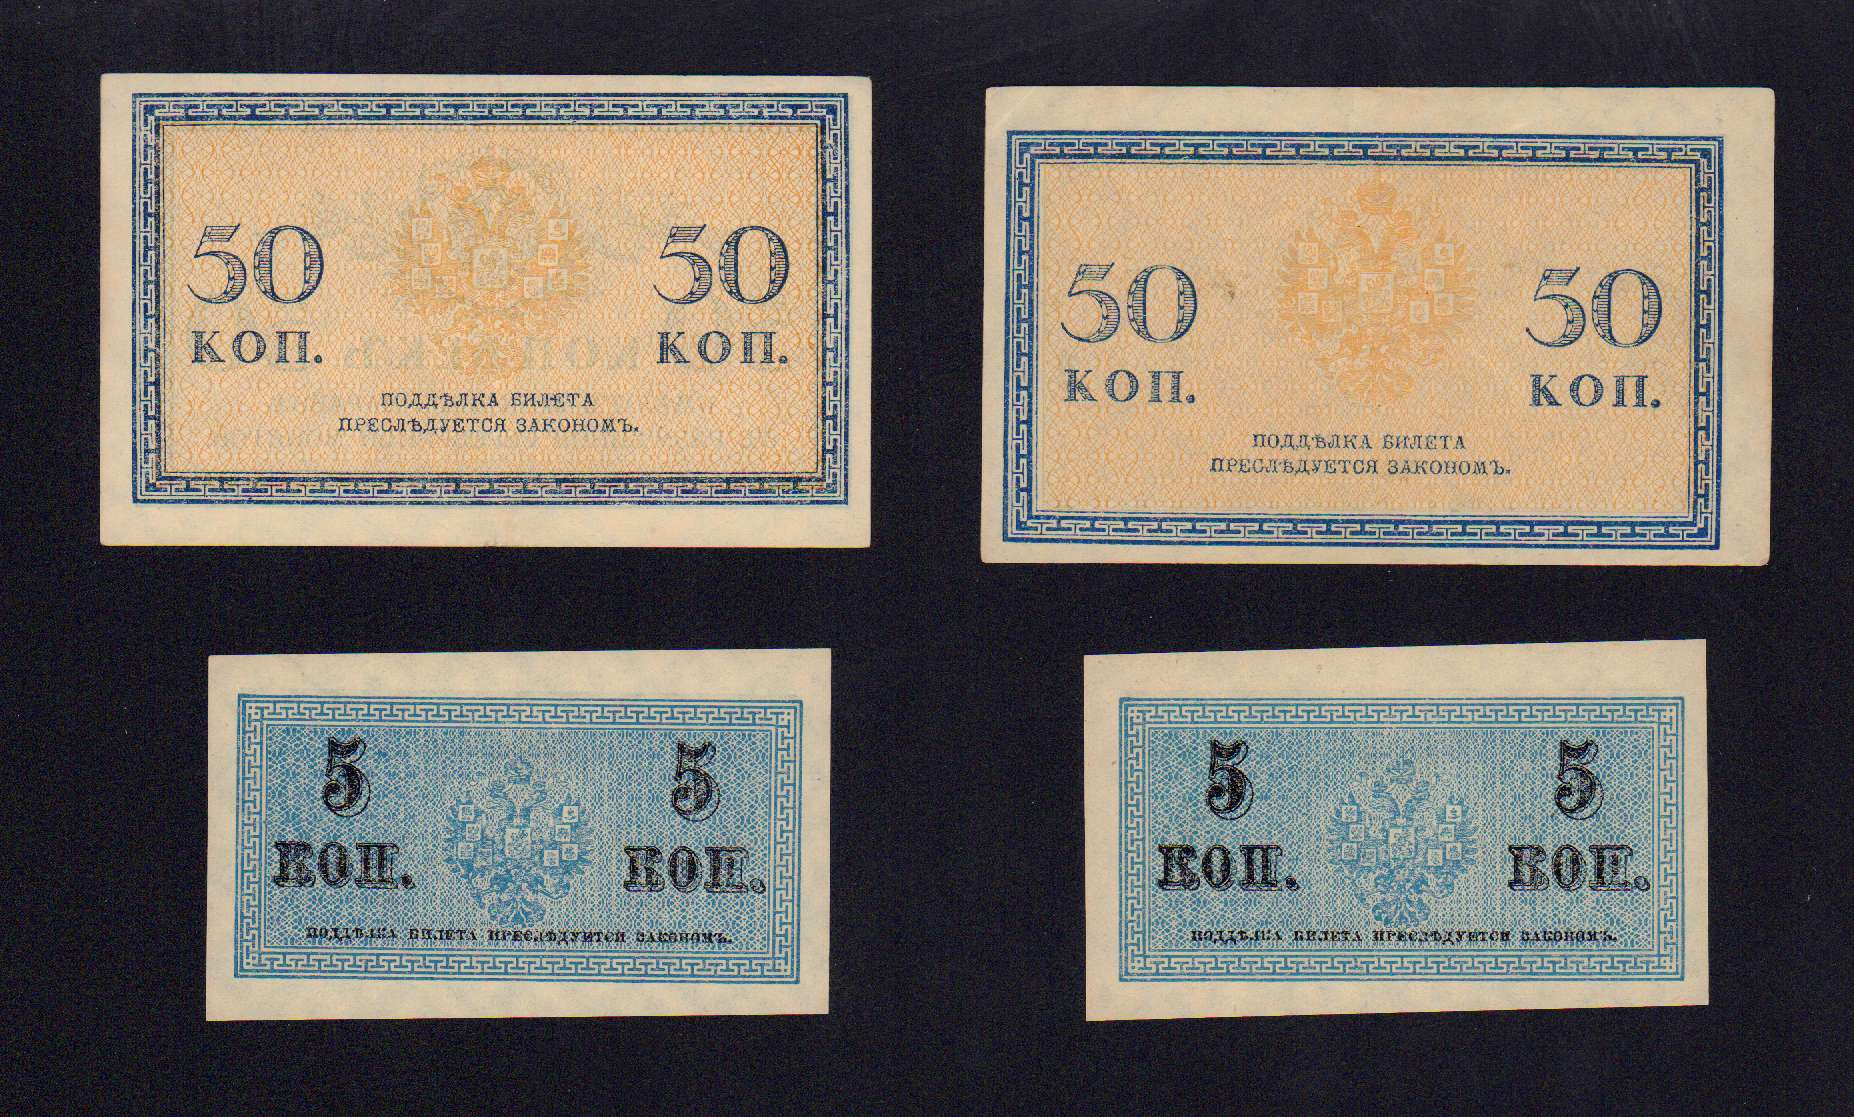 50 50
КОП. КОП.
ПОДДѢЛКА БИЛЕТА
ПРЕСЛѢДУЕТСЯ ЗАКОНОМЪ.
50 50
КОП. КОП.
ПОДДѢЛКА БИЛЕТА
ПРЕСЛѢДУЕТСЯ ЗАКОНОМЪ.
5 5
КОП. КОП.
ПОДДѢЛКА БИЛЕТА ПРЕСЛѢДУЕТСЯ ЗАКОНОМЪ.
5 5
КОП. КОП.
ПОДДѢЛКА БИЛЕТА ПРЕСЛѢДУЕТСЯ ЗАКОНОМЪ.